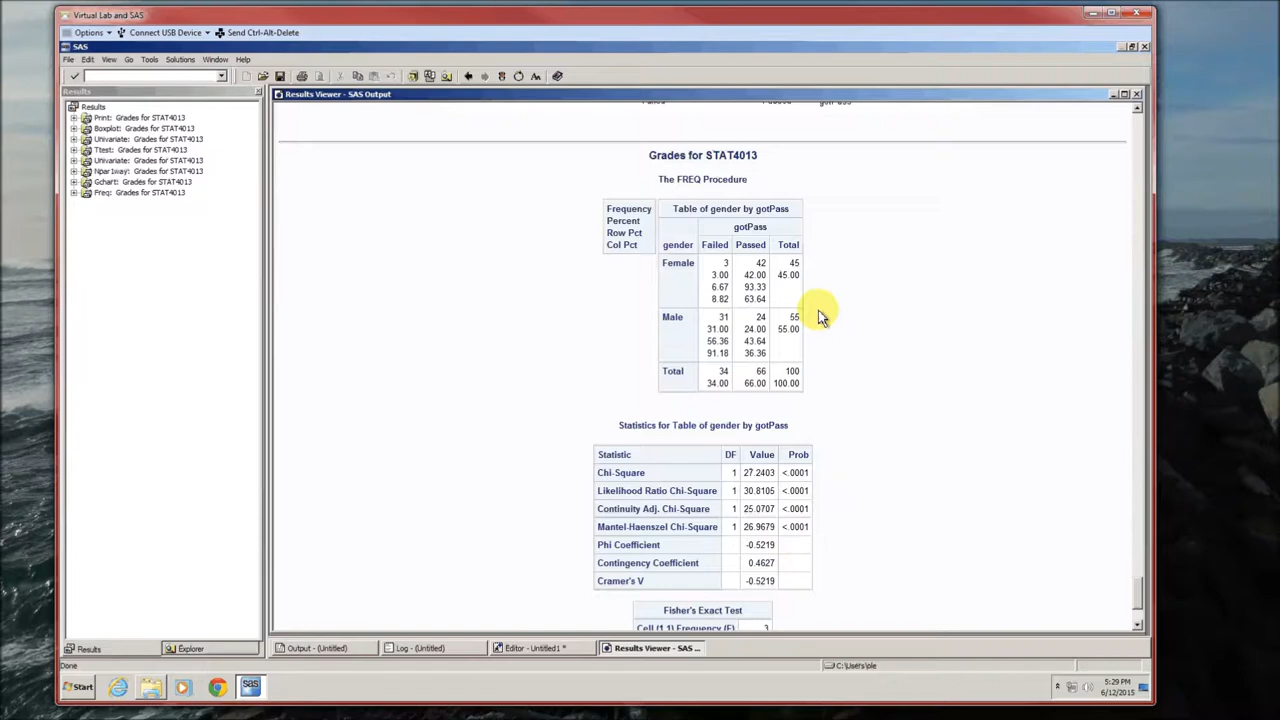 Virtual Lab and SAS
Options Connect USB Device Send Ctrl-Alt-Delete
SAS
File Edit View Go Tools Solutions Window Help
Results
Results Viewer - SAS Output
Results
Print: Grades for STAT4013
Boxplot: Grades for STAT4013
Univariate: Grades for STAT4013
Ttest: Grades for STAT4013
Univariate: Grades for STAT4013
Npar1way: Grades for STAT4013
Gchart: Grades for STAT4013
Freq: Grades for STAT4013
Grades for STAT4013
The FREQ Procedure
Frequency
Percent
Row Pct
Col Pct
Table of gender by gotPass
gotPass
gender Failed Passed Total
Female 3 42 45
3.00 42.00 45.00
6.67 93.33
8.82 63.64
Male 31 24 55
31.00 24.00 55.00
56.36 43.64
91.18 36.36
Total 34 66 100
34.00 66.00 100.00
Statistics for Table of gender by gotPass
Statistic DF Value Prob
Chi-Square 1 27.2403 <.0001
Likelihood Ratio Chi-Square 1 30.8105 <.0001
Continuity Adj. Chi-Square 1 25.0707 <.0001
Mantel-Haenszel Chi-Square 1 26.9679 <.0001
Phi Coefficient -0.5219
Contingency Coefficient 0.4627
Cramer's V -0.5219
Fisher's Exact Test
Cell (1,1) Frequency (F) 3
Results Explorer
Output - (Untitled) Log - (Untitled) Editor - Untitled1 * Results Viewer - SAS ...
Done
C:\Users\ple
Start
sas
5:29 PM
6/12/2015